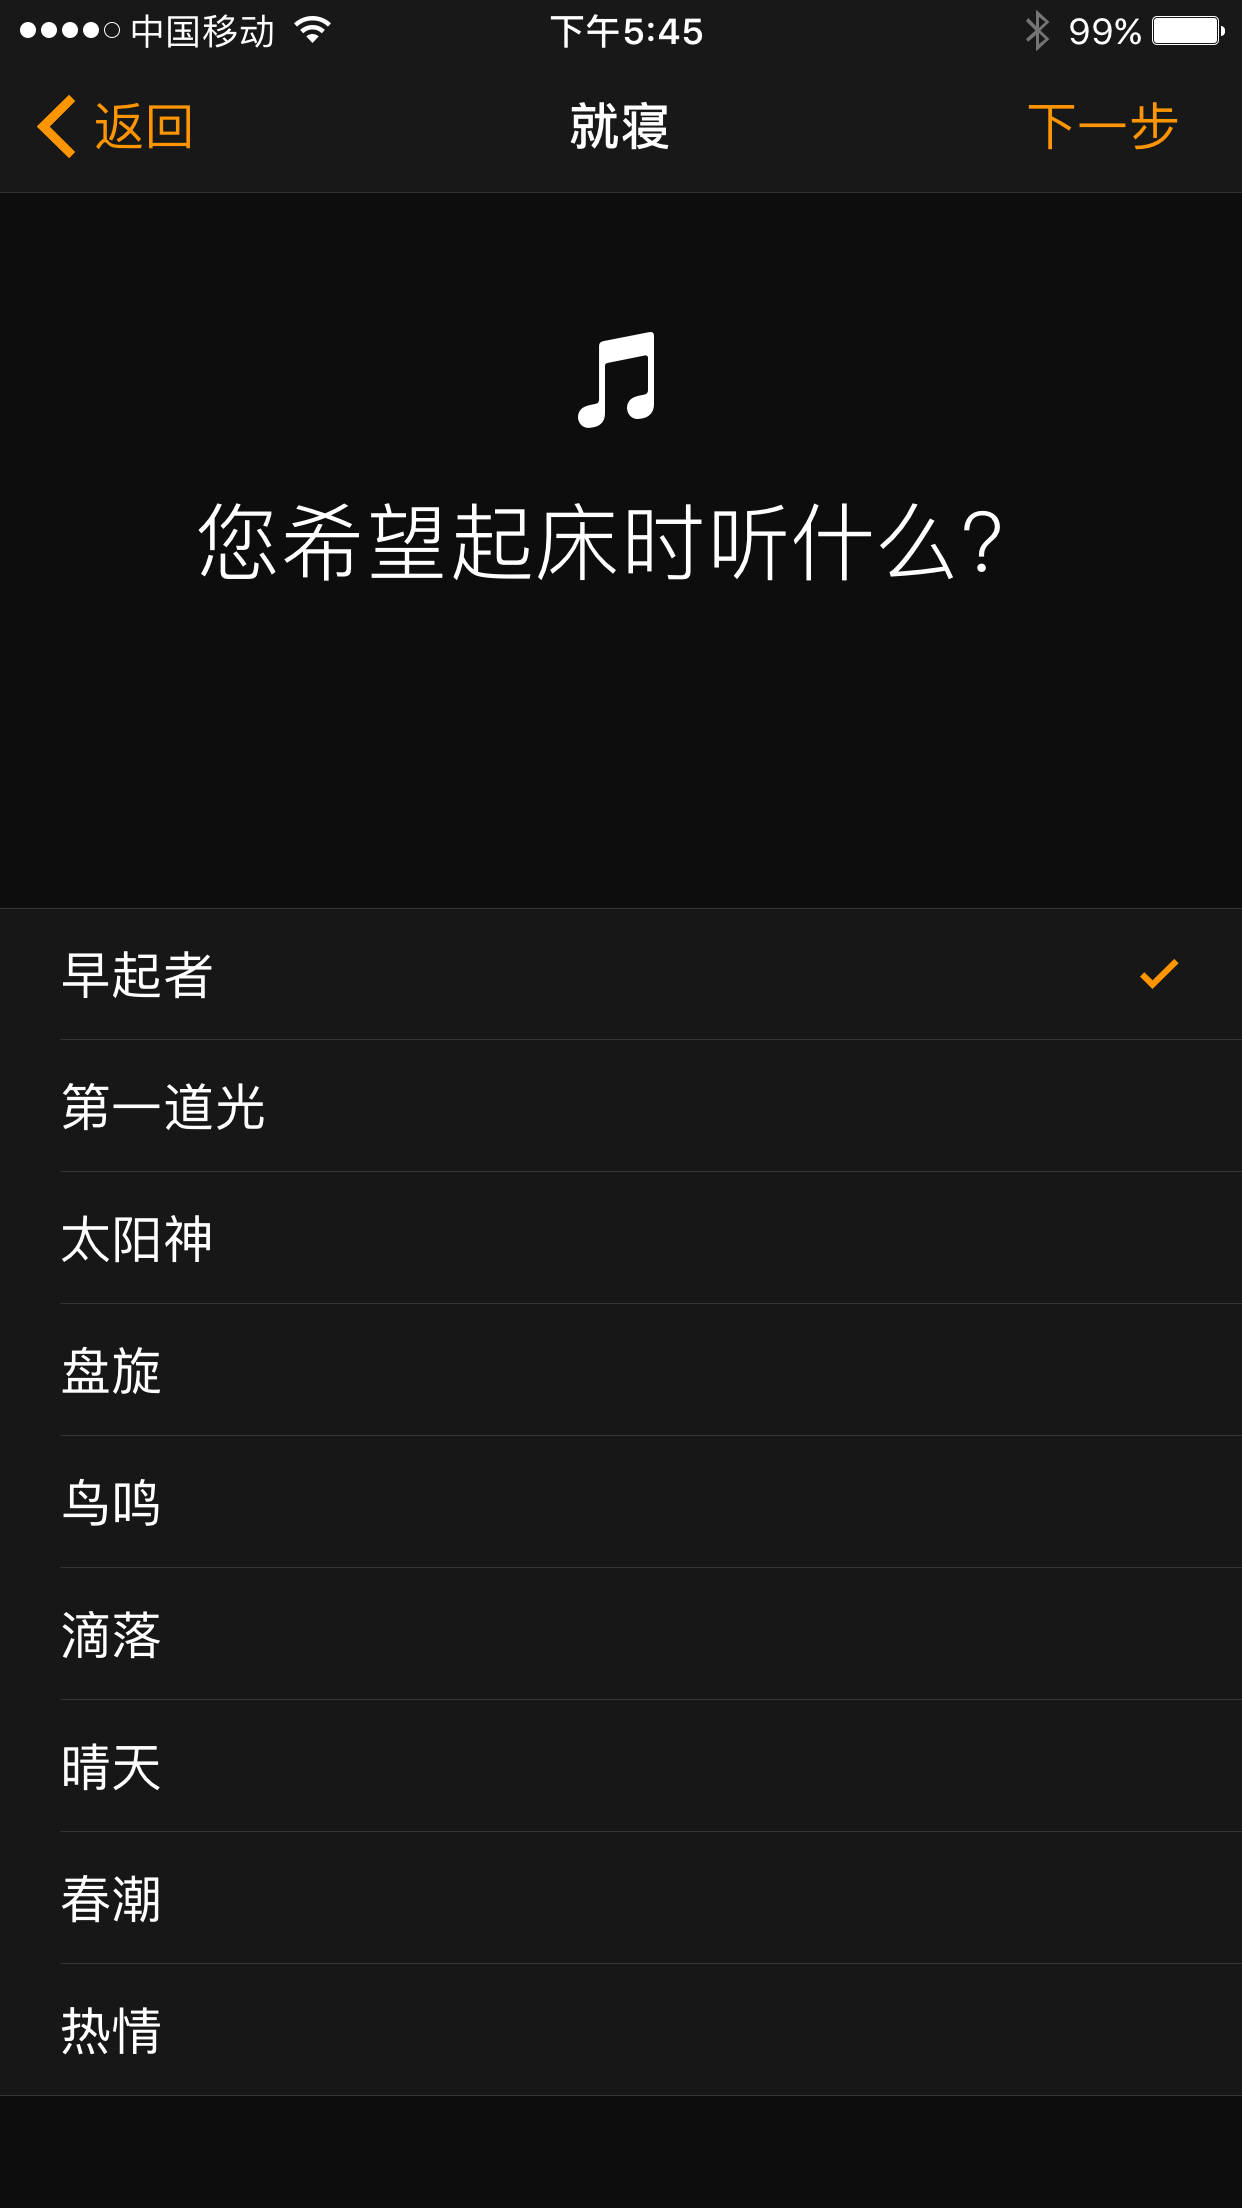 中国移动 下午5:45 99%
返回 就寝 下一步
您希望起床时听什么?
早起者
第一道光
太阳神
盘旋
鸟鸣
滴落
晴天
春潮
热情